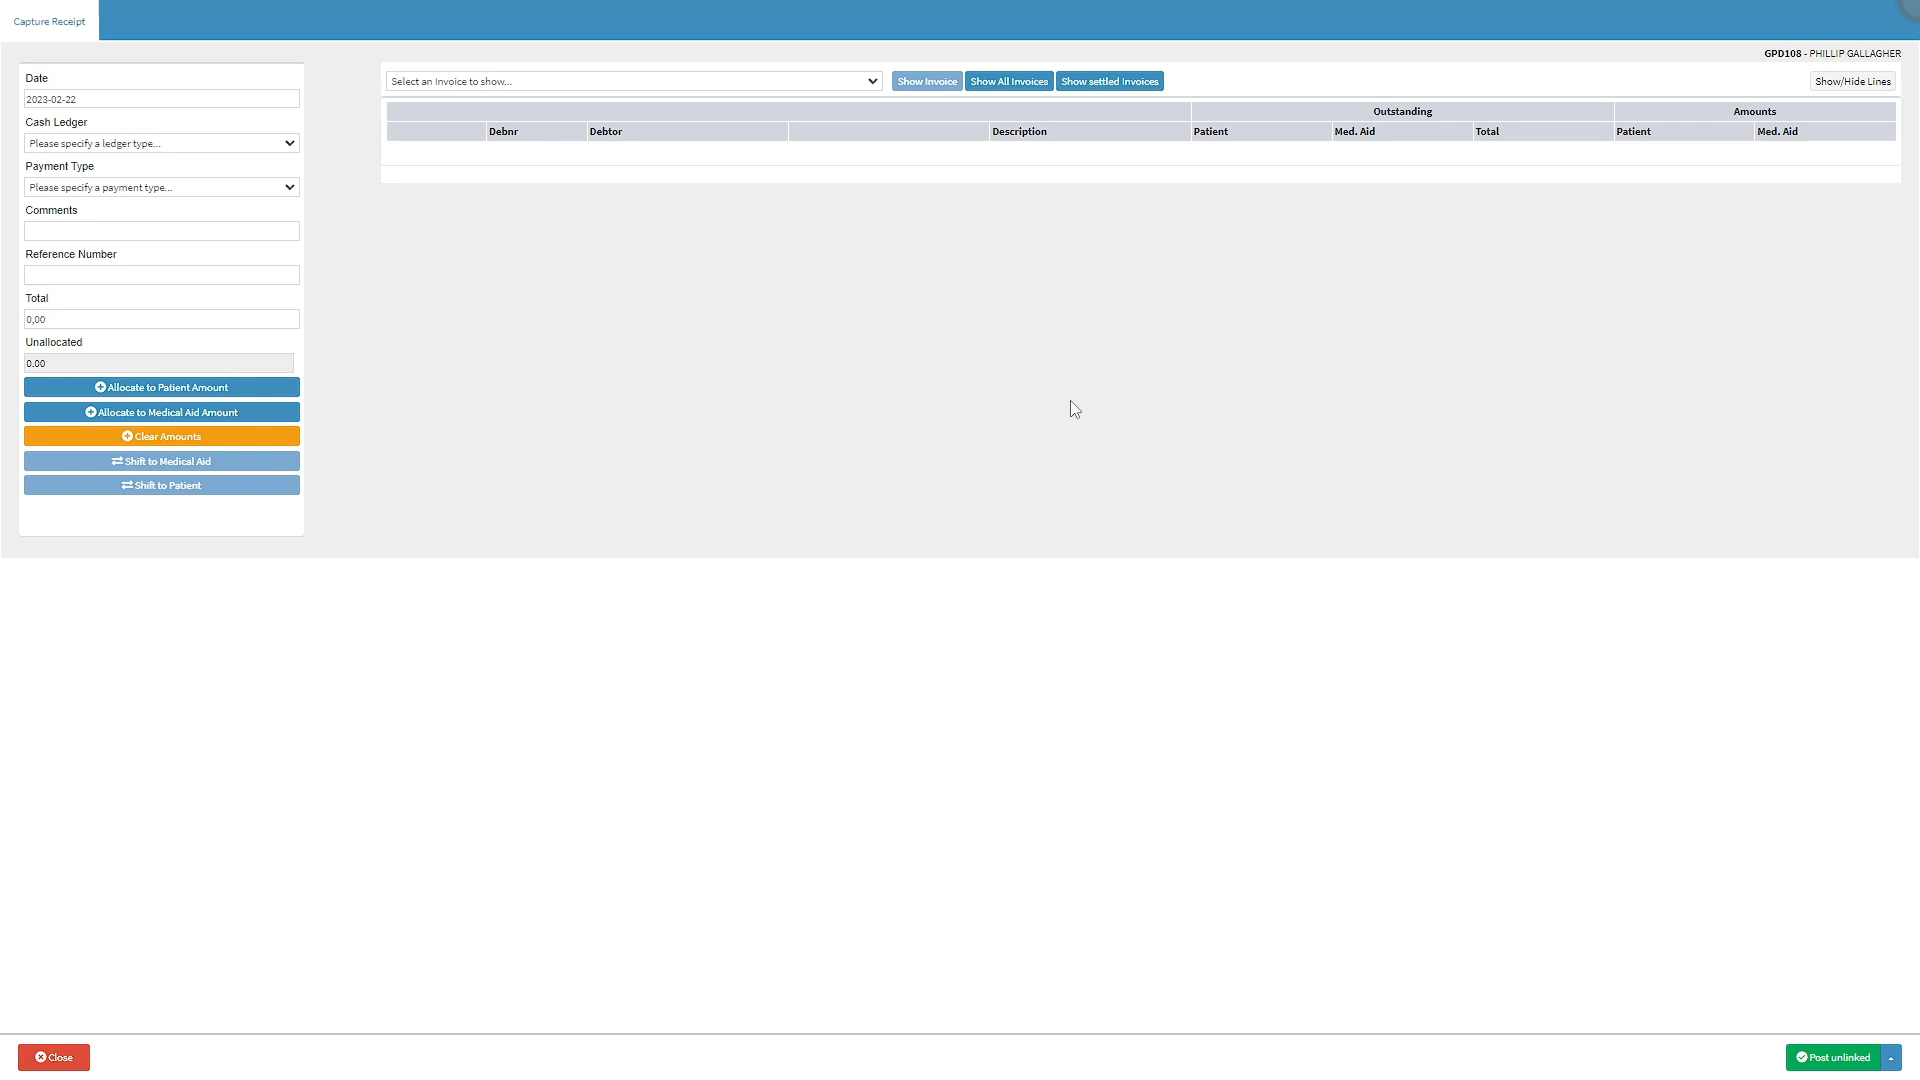 Capture Receipt
GPD108 - PHILLIP GALLAGHER
Date
2023-02-22
Cash Ledger
Please specify a ledger type...
Payment Type
Please specify a payment type...
Comments
Reference Number
Total
0,00
Unallocated
0.00
Allocate to Patient Amount
Allocate to Medical Aid Amount
Clear Amounts
Shift to Medical Aid
Shift to Patient
Select an Invoice to show... Show Invoice Show All Invoices Show settled Invoices Show/Hide Lines
Outstanding Amounts
Debnr Debtor Description Patient Med. Aid Total Patient Med. Aid
Close Post unlinked